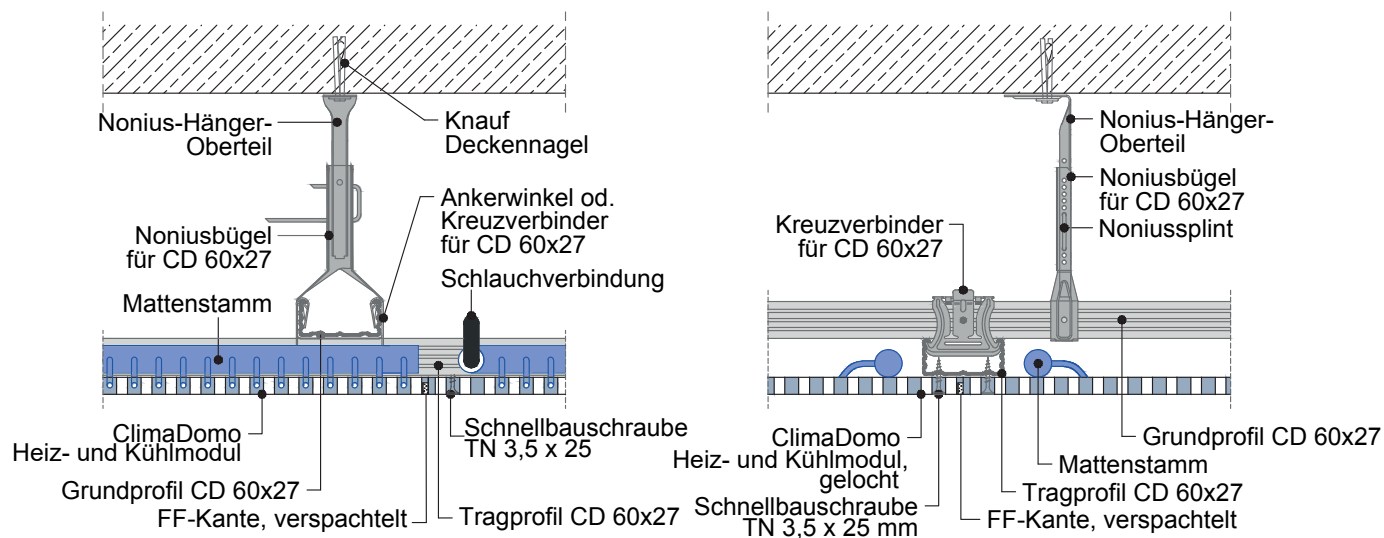 Nonius-Hänger-
Oberteil
Knauf
Deckennagel
Ankerwinkel od.
Kreuzverbinder
für CD 60x27
Noniusbügel
für CD 60x27
Schlauchverbindung
Mattenstamm
ClimaDomo
Heiz- und Kühlmodul
Schnellbauschraube
TN 3,5 x 25
Grundprofil CD 60x27
FF-Kante, verspachtelt
Tragprofil CD 60x27
Nonius-Hänger-
Oberteil
Noniusbügel
für CD 60x27
Noniussplint
Kreuzverbinder
für CD 60x27
ClimaDomo
Heiz- und Kühlmodul,
gelocht
Schnellbauschraube
TN 3,5 x 25 mm
Grundprofil CD 60x27
Mattenstamm
Tragprofil CD 60x27
FF-Kante, verspachtelt